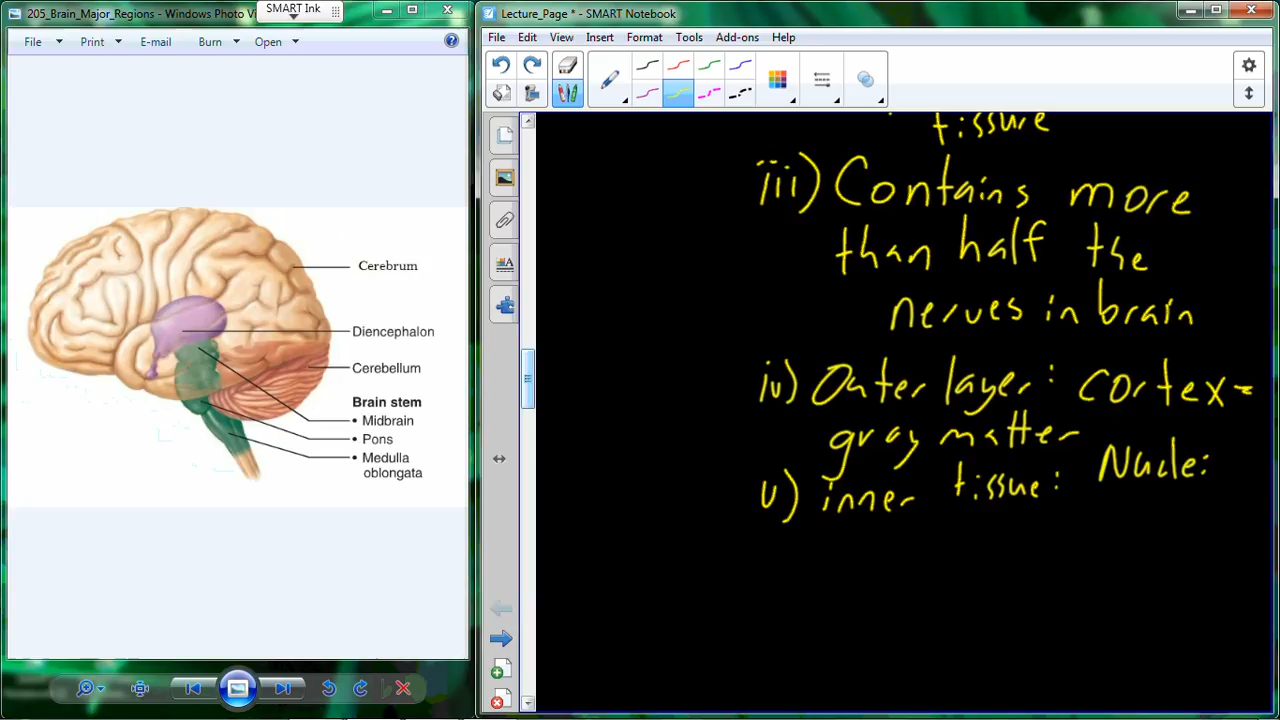 205_Brain_Major_Regions - Windows Photo Vi
SMART Ink
File Print E-mail Burn Open
Cerebrum
Diencephalon
Cerebellum
Brain stem
• Midbrain
• Pons
• Medulla
oblongata
Lecture_Page * - SMART Notebook
File Edit View Insert Format Tools Add-ons Help
tissue
iii) Contains more
than half the
nerves in brain
iv) Outer layer: cortex=
gray matter
v) inner tissue: Nuclei